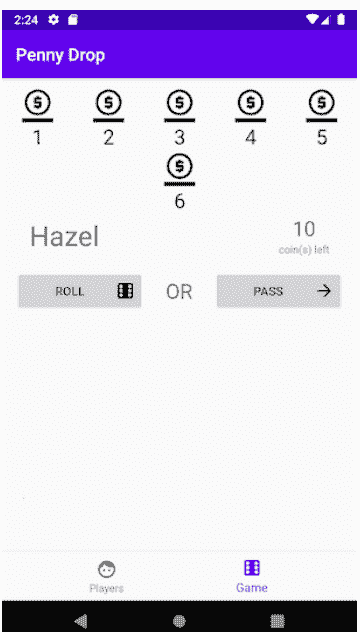 2:24
Penny Drop
1 2 3 4 5
6
Hazel 10
coin(s) left
ROLL OR PASS
Players Game